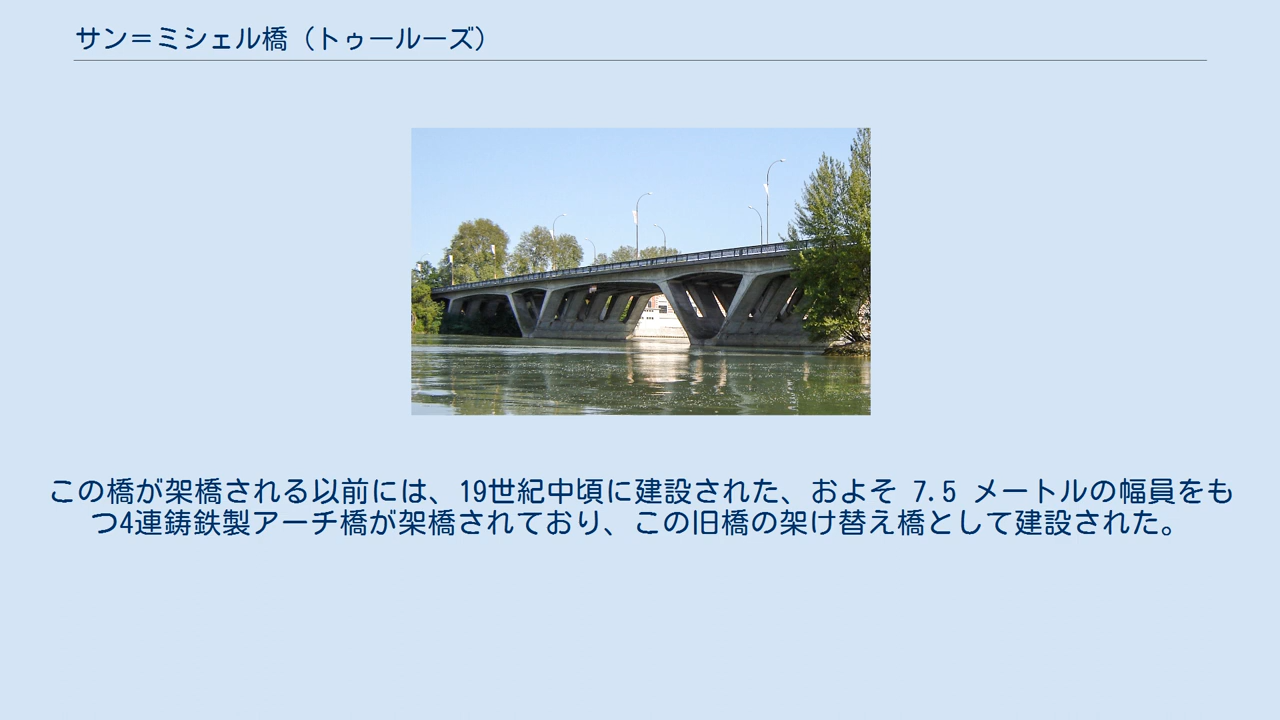 サン＝ミシェル橋（トゥールーズ）
この橋が架橋される以前には、19世紀中頃に建設された、およそ 7.5 メートルの幅員をも
つ4連鋳鉄製アーチ橋が架橋されており、この旧橋の架け替え橋として建設された。